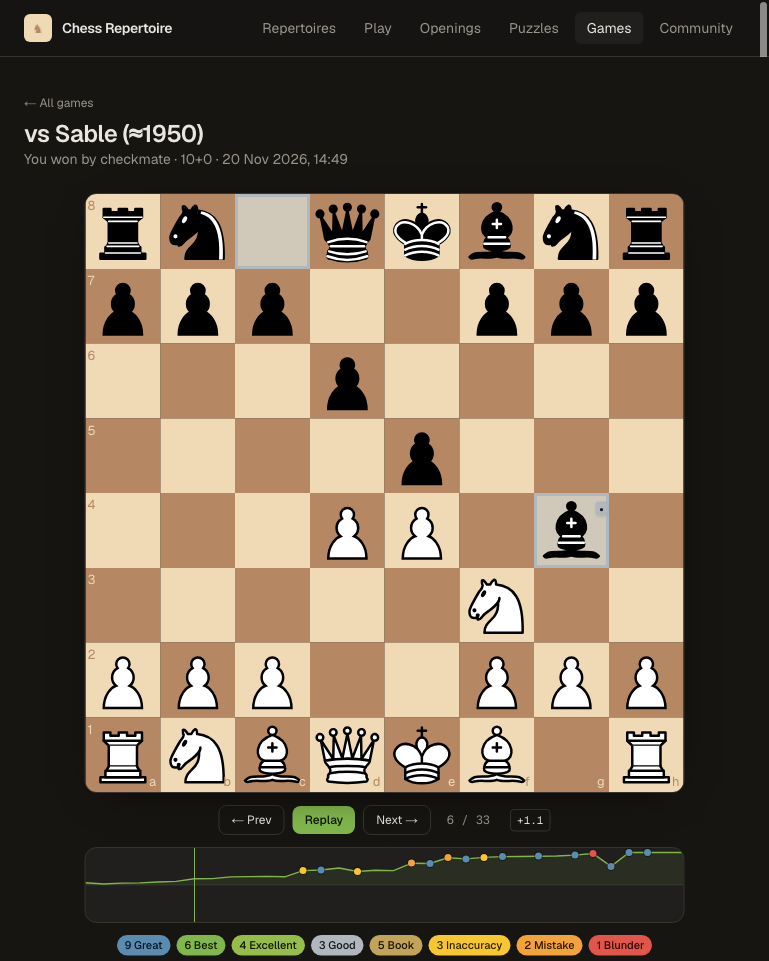 Chess Repertoire
Repertoires
Play
Openings
Puzzles
Games
Community
← All games
vs Sable (≈1950)
You won by checkmate · 10+0 · 20 Nov 2026, 14:49
8
7
6
5
4
3
2
1
a
b
c
d
e
f
g
h
← Prev
Replay
Next →
6 / 33
+1.1
9 Great
6 Best
4 Excellent
3 Good
5 Book
3 Inaccuracy
2 Mistake
1 Blunder